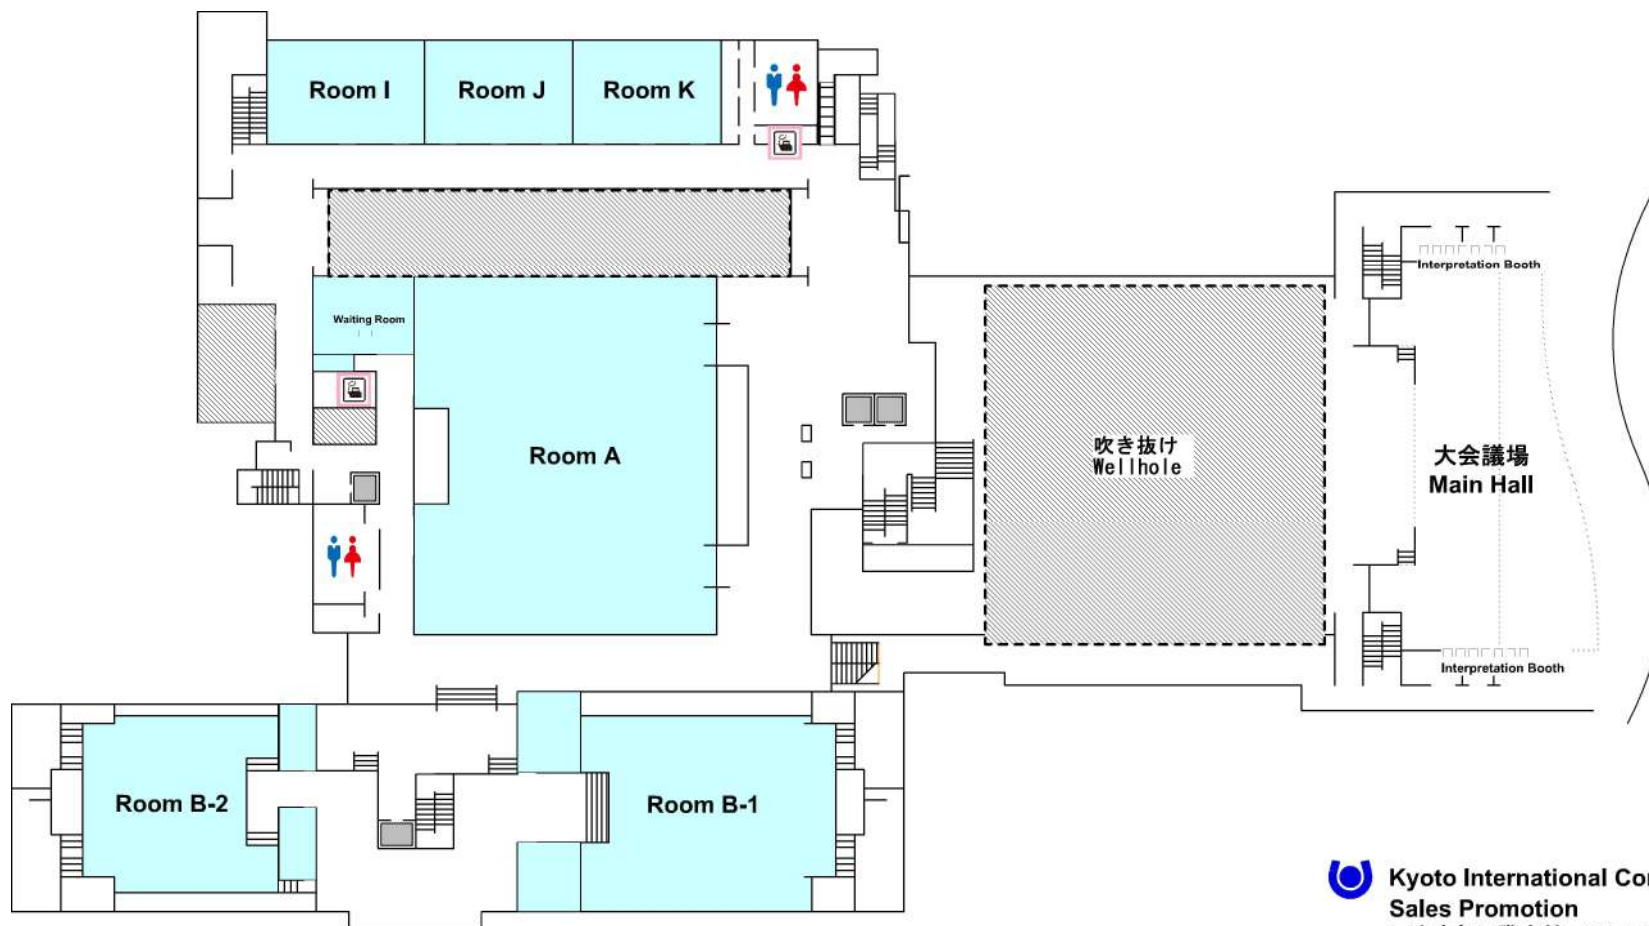 Room I
Room J
Room K
Interpretation Booth
Waiting Room
Room A
吹き抜け
Wellhole
大会議場
Main Hall
Interpretation Booth
Room B-2
Room B-1
Kyoto International Co
Sales Promotion